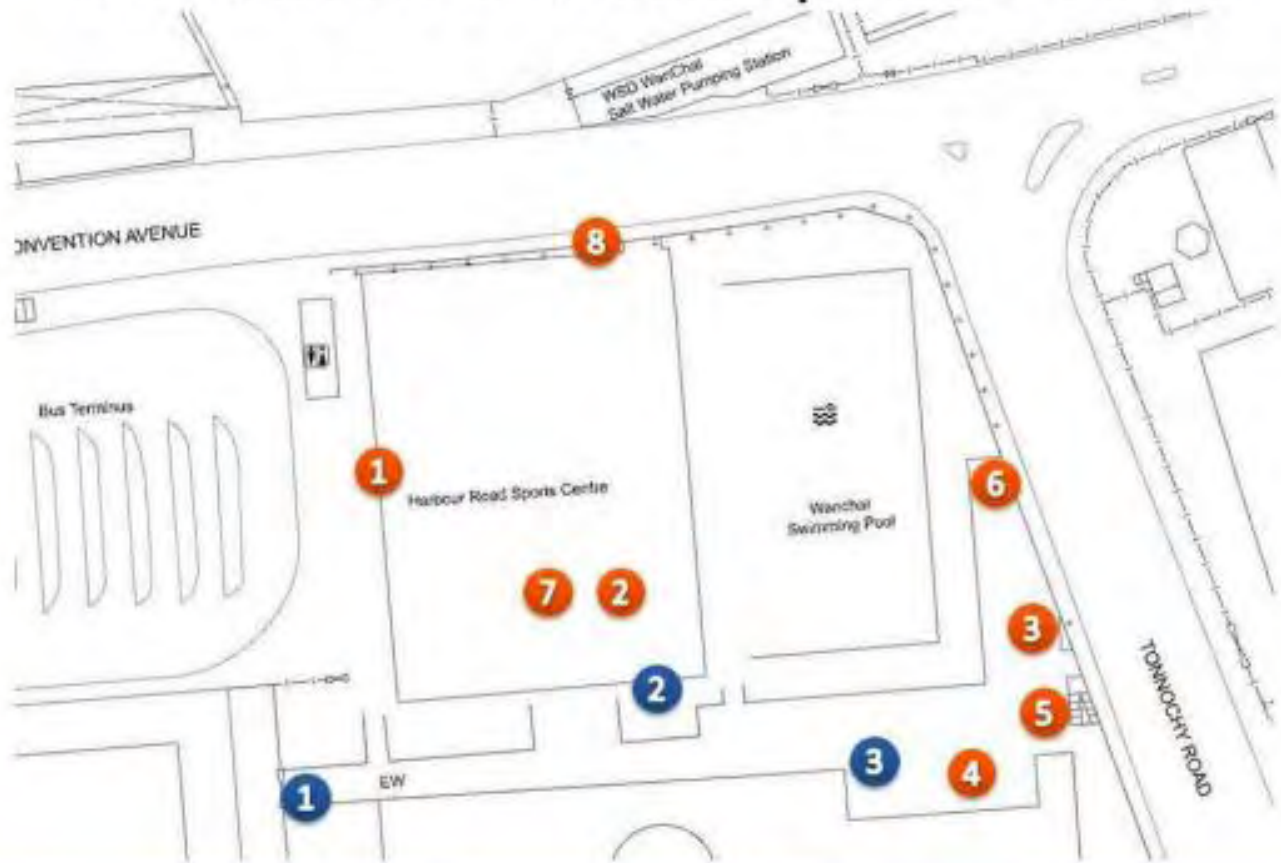 WSD WanChai
Salt Water Pumping Station
ONVENTION AVENUE
8
Bus Terminus
1
Harbour Road Sports Centre
6
Wanchai
Swimming Pool
7
2
3
2
5
TONNOCHY ROAD
3
4
1
EW